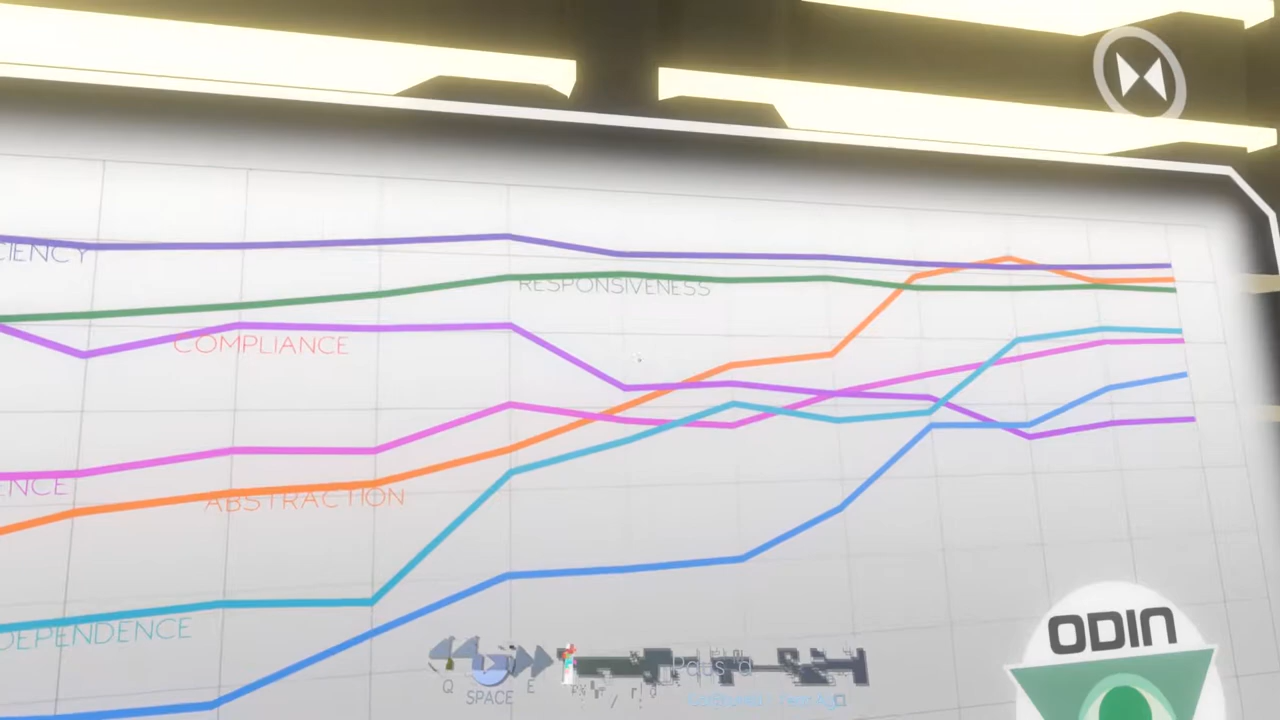 CIENCY
RESPONSIVENESS
COMPLIANCE
ENCE
ABSTRACTION
DEPENDENCE
ODIN
Q
SPACE
E